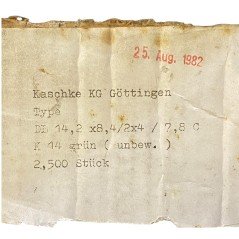 25. Aug. 1982
Kaschke KG Göttingen
Type
DL 14,2 x8,4/2x4 / 7,8 C
K 14 grün ( unbew. )
2,500 Stück